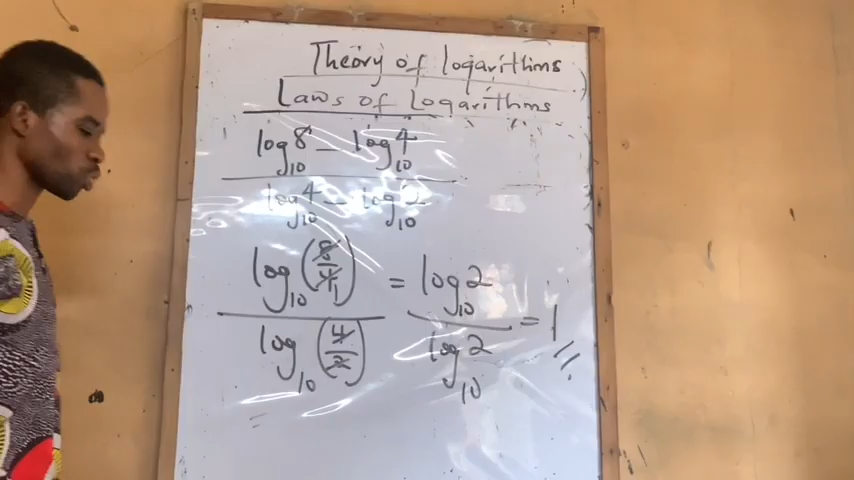 Theory of logarithms
Laws of Logarithms
log₁₀8 – log₁₀4
log₁₀4 – log₁₀2
log₁₀(8/4) = log₁₀2
log₁₀(4/2) log₁₀2 = 1